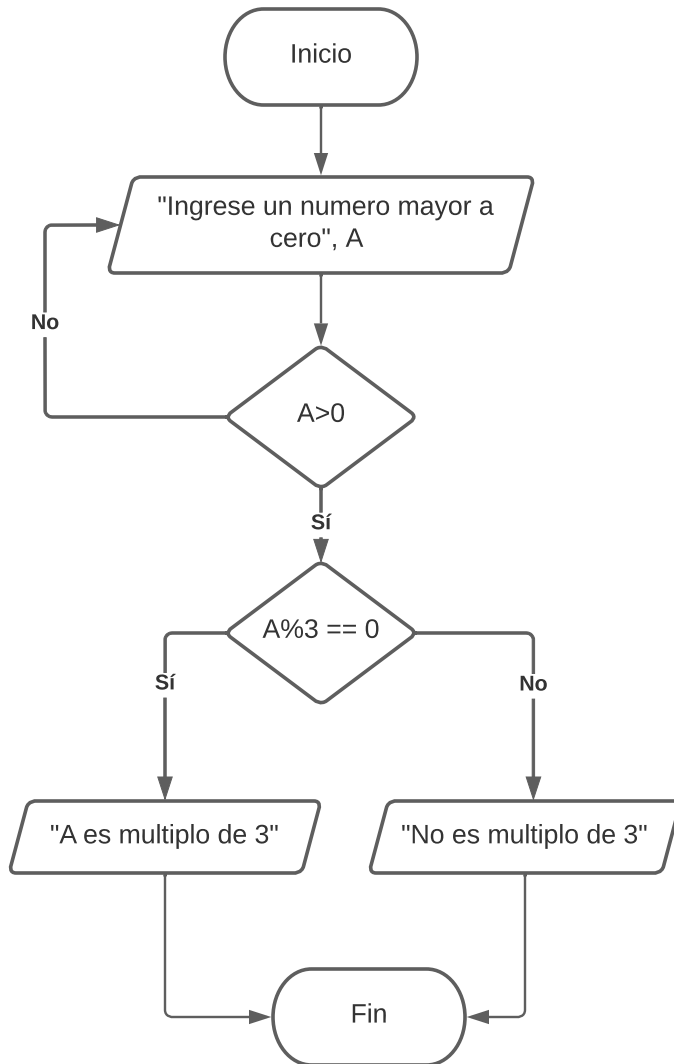 Inicio
"Ingrese un numero mayor a
cero", A
No
A>0
Sí
A%3 == 0
Sí
No
"A es multiplo de 3"
"No es multiplo de 3"
Fin